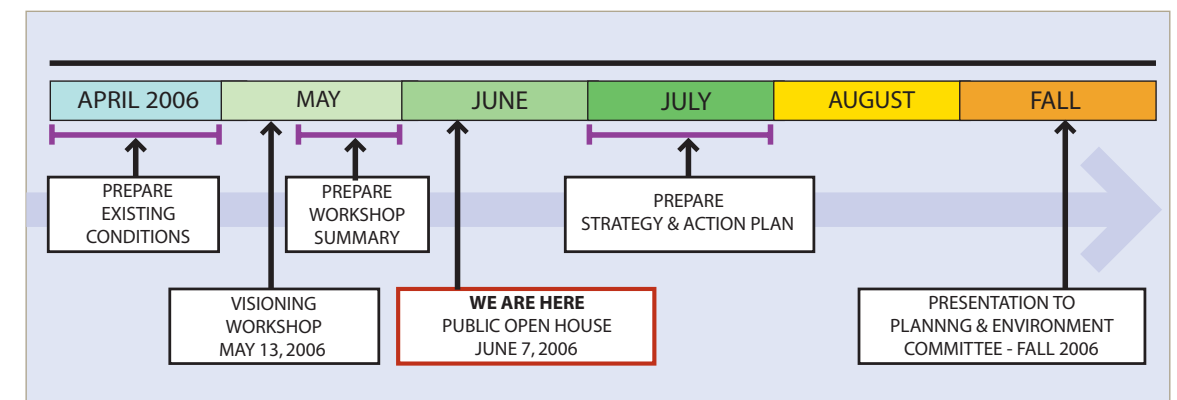 APRIL 2006
MAY
JUNE
JULY
AUGUST
FALL
PREPARE
EXISTING
CONDITIONS
PREPARE
WORKSHOP
SUMMARY
PREPARE
STRATEGY & ACTION PLAN
VISIONING
WORKSHOP
MAY 13, 2006
WE ARE HERE
PUBLIC OPEN HOUSE
JUNE 7, 2006
PRESENTATION TO
PLANNNG & ENVIRONMENT
COMMITTEE - FALL 2006